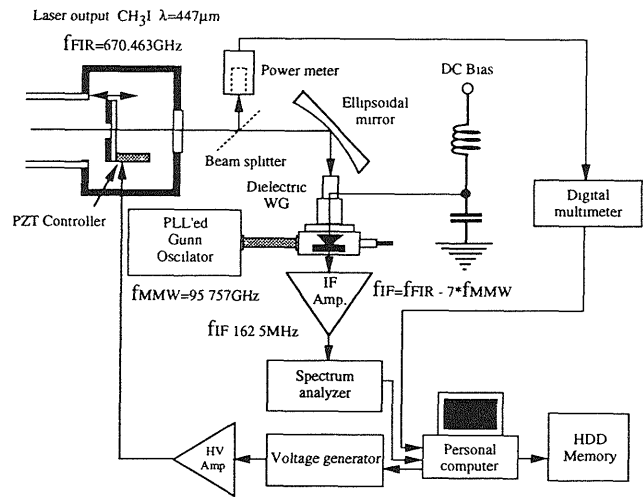 Laser output CH3I λ=447μm
fFIR=670.463GHz
Power meter
DC Bias
Ellipsoidal
mirror
Beam splitter
Dielectric
WG
PZT Controller
PLL'ed
Gunn
Oscilator
Digital
multimeter
fMMW=95 757GHz
IF
Amp.
fIF=fFIR - 7*fMMW
fIF 162 5MHz
Spectrum
analyzer
HV
Amp
Voltage generator
Personal
computer
HDD
Memory